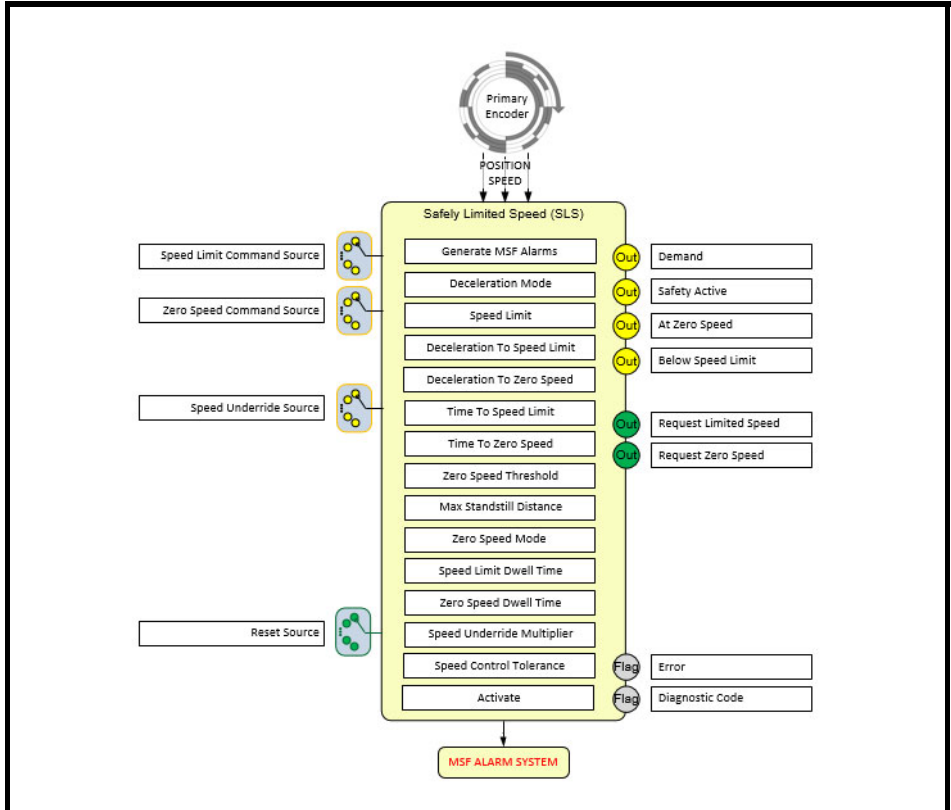 Primary
Encoder
POSITION
SPEED
Safely Limited Speed (SLS)
Speed Limit Command Source
Zero Speed Command Source
Speed Underride Source
Reset Source
Generate MSF Alarms
Deceleration Mode
Speed Limit
Deceleration To Speed Limit
Deceleration To Zero Speed
Time To Speed Limit
Time To Zero Speed
Zero Speed Threshold
Max Standstill Distance
Zero Speed Mode
Speed Limit Dwell Time
Zero Speed Dwell Time
Speed Underride Multiplier
Speed Control Tolerance
Activate
Out Demand
Out Safety Active
Out At Zero Speed
Out Below Speed Limit
Out Request Limited Speed
Out Request Zero Speed
Flag Error
Flag Diagnostic Code
MSF ALARM SYSTEM